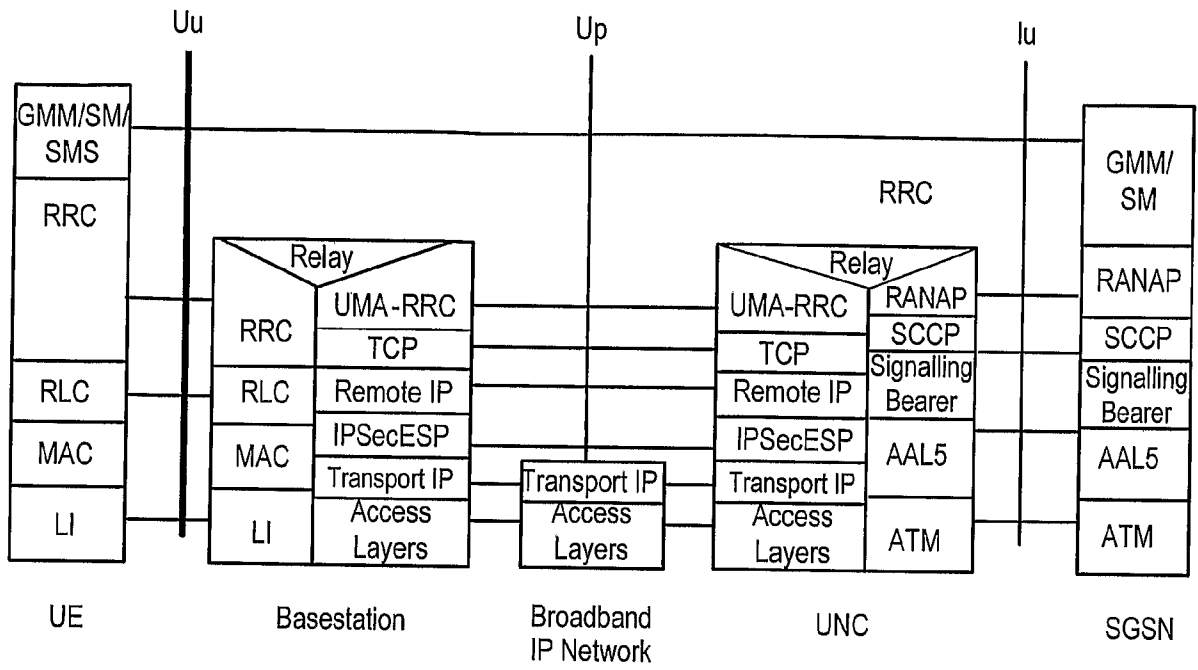 Uu
Up
Iu
GMM/SM/
SMS
RRC
RLC
MAC
LI
UE
Relay
RRC
RLC
MAC
LI
UMA-RRC
TCP
Remote IP
IPSecESP
Transport IP
Access
Layers
Basestation
Transport IP
Access
Layers
Broadband
IP Network
RRC
Relay
UMA-RRC
TCP
Remote IP
IPSecESP
Transport IP
Access
Layers
RANAP
SCCP
Signalling
Bearer
AAL5
ATM
UNC
GMM/
SM
RANAP
SCCP
Signalling
Bearer
AAL5
ATM
SGSN